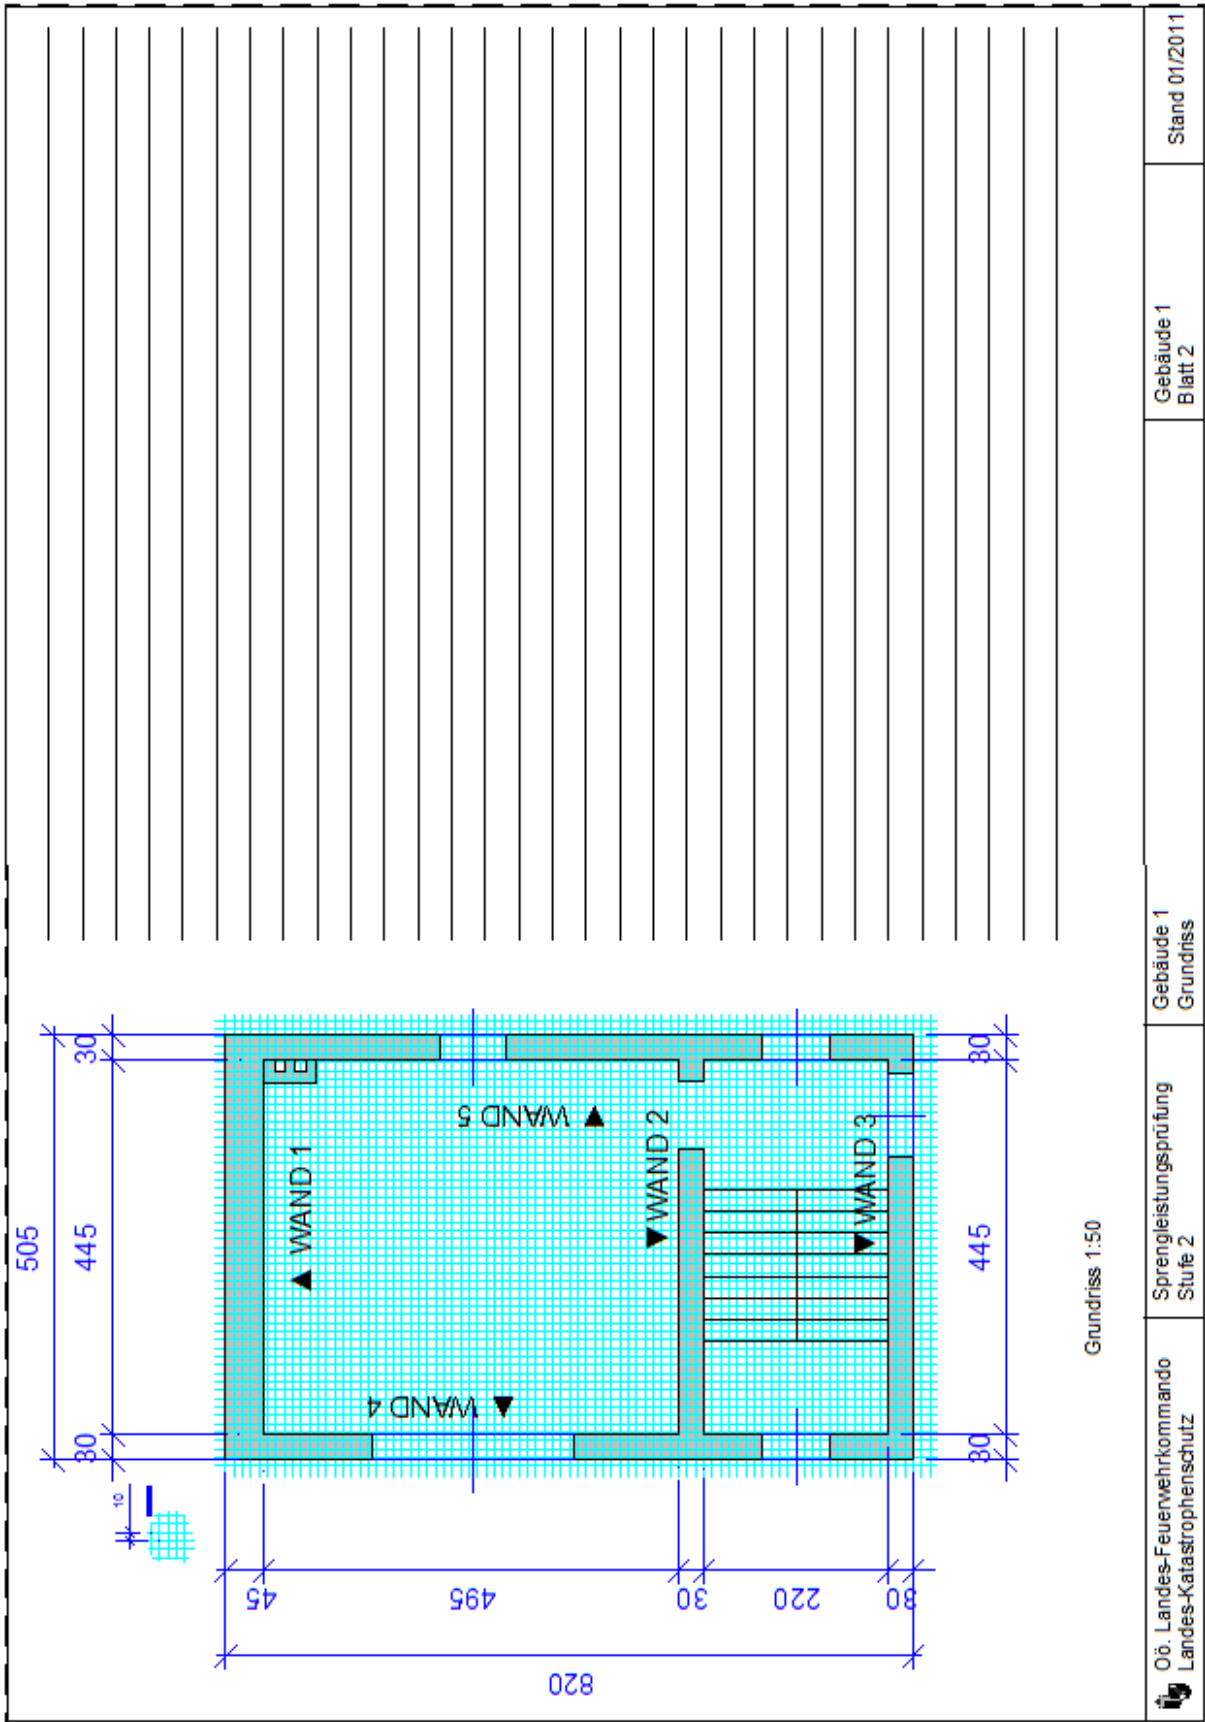 505
30
445
30
10
45
495
30
220
30
820
WAND 1
WAND 5
WAND 2
WAND 3
WAND 4
30
445
30
Grundriss 1:50
Oö. Landes-Feuerwehrkommando
Landes-Katastrophenschutz
Sprengleistungsprüfung
Stufe 2
Gebäude 1
Grundriss
Gebäude 1
Blatt 2
Stand 01/2011